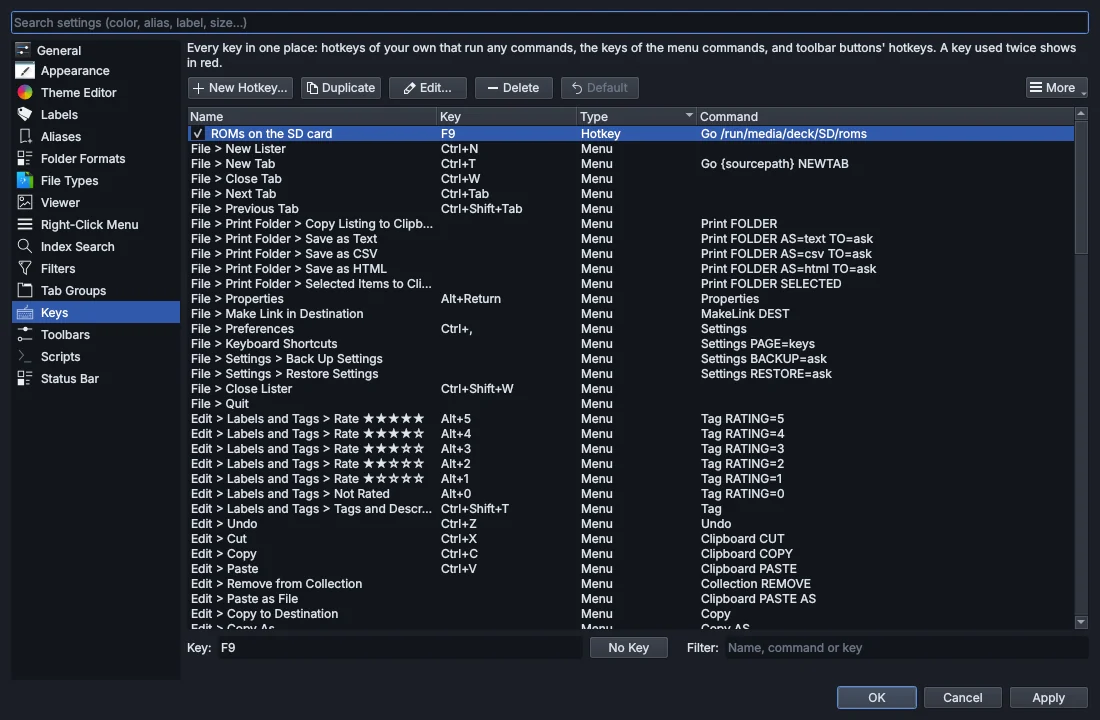 Search settings (color, alias, label, size...)
General
Appearance
Theme Editor
Labels
Aliases
Folder Formats
File Types
Viewer
Right-Click Menu
Index Search
Filters
Tab Groups
Keys
Toolbars
Scripts
Status Bar
Every key in one place: hotkeys of your own that run any commands, the keys of the menu commands, and toolbar buttons' hotkeys. A key used twice shows
in red.
New Hotkey... Duplicate Edit... Delete Default More
Name Key Type Command
ROMs on the SD card F9 Hotkey Go /run/media/deck/SD/roms
File > New Lister Ctrl+N Menu
File > New Tab Ctrl+T Menu Go {sourcepath} NEWTAB
File > Close Tab Ctrl+W Menu
File > Next Tab Ctrl+Tab Menu
File > Previous Tab Ctrl+Shift+Tab Menu
File > Print Folder > Copy Listing to Clipb... Menu Print FOLDER
File > Print Folder > Save as Text Menu Print FOLDER AS=text TO=ask
File > Print Folder > Save as CSV Menu Print FOLDER AS=csv TO=ask
File > Print Folder > Save as HTML Menu Print FOLDER AS=html TO=ask
File > Print Folder > Selected Items to Cli... Menu Print FOLDER SELECTED
File > Properties Alt+Return Menu Properties
File > Make Link in Destination Menu MakeLink DEST
File > Preferences Ctrl+, Menu Settings
File > Keyboard Shortcuts Menu Settings PAGE=keys
File > Settings > Back Up Settings Menu Settings BACKUP=ask
File > Settings > Restore Settings Menu Settings RESTORE=ask
File > Close Lister Ctrl+Shift+W Menu
File > Quit Menu
Edit > Labels and Tags > Rate ★★★★★ Alt+5 Menu Tag RATING=5
Edit > Labels and Tags > Rate ★★★★☆ Alt+4 Menu Tag RATING=4
Edit > Labels and Tags > Rate ★★★☆☆ Alt+3 Menu Tag RATING=3
Edit > Labels and Tags > Rate ★★☆☆☆ Alt+2 Menu Tag RATING=2
Edit > Labels and Tags > Rate ★☆☆☆☆ Alt+1 Menu Tag RATING=1
Edit > Labels and Tags > Not Rated Alt+0 Menu Tag RATING=0
Edit > Labels and Tags > Tags and Descr... Ctrl+Shift+T Menu Tag
Edit > Undo Ctrl+Z Menu Undo
Edit > Cut Ctrl+X Menu Clipboard CUT
Edit > Copy Ctrl+C Menu Clipboard COPY
Edit > Paste Ctrl+V Menu Clipboard PASTE
Edit > Remove from Collection Menu Collection REMOVE
Edit > Paste as File Menu Clipboard PASTE AS
Edit > Copy to Destination Menu Copy
Edit > Copy As Menu Copy AS
Key: F9 No Key Filter: Name, command or key
OK Cancel Apply